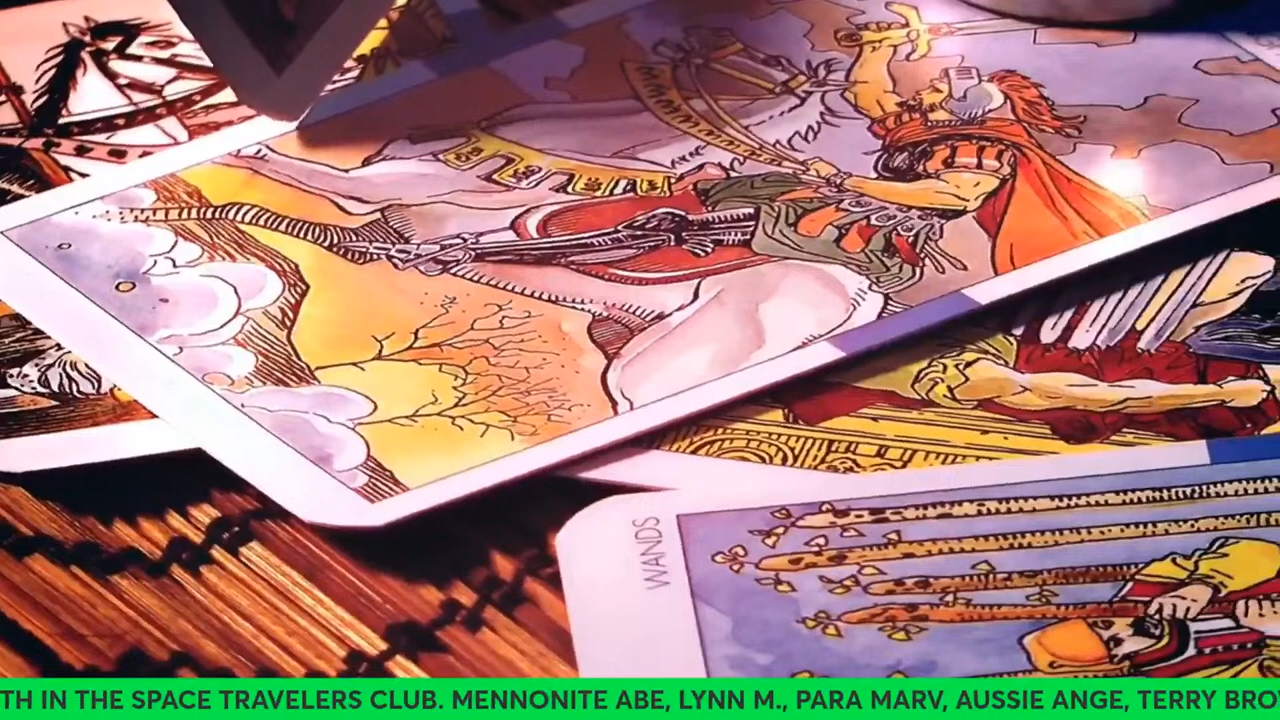 WANDS
TH IN THE SPACE TRAVELERS CLUB. MENNONITE ABE, LYNN M., PARA MARV, AUSSIE ANGE, TERRY BRO